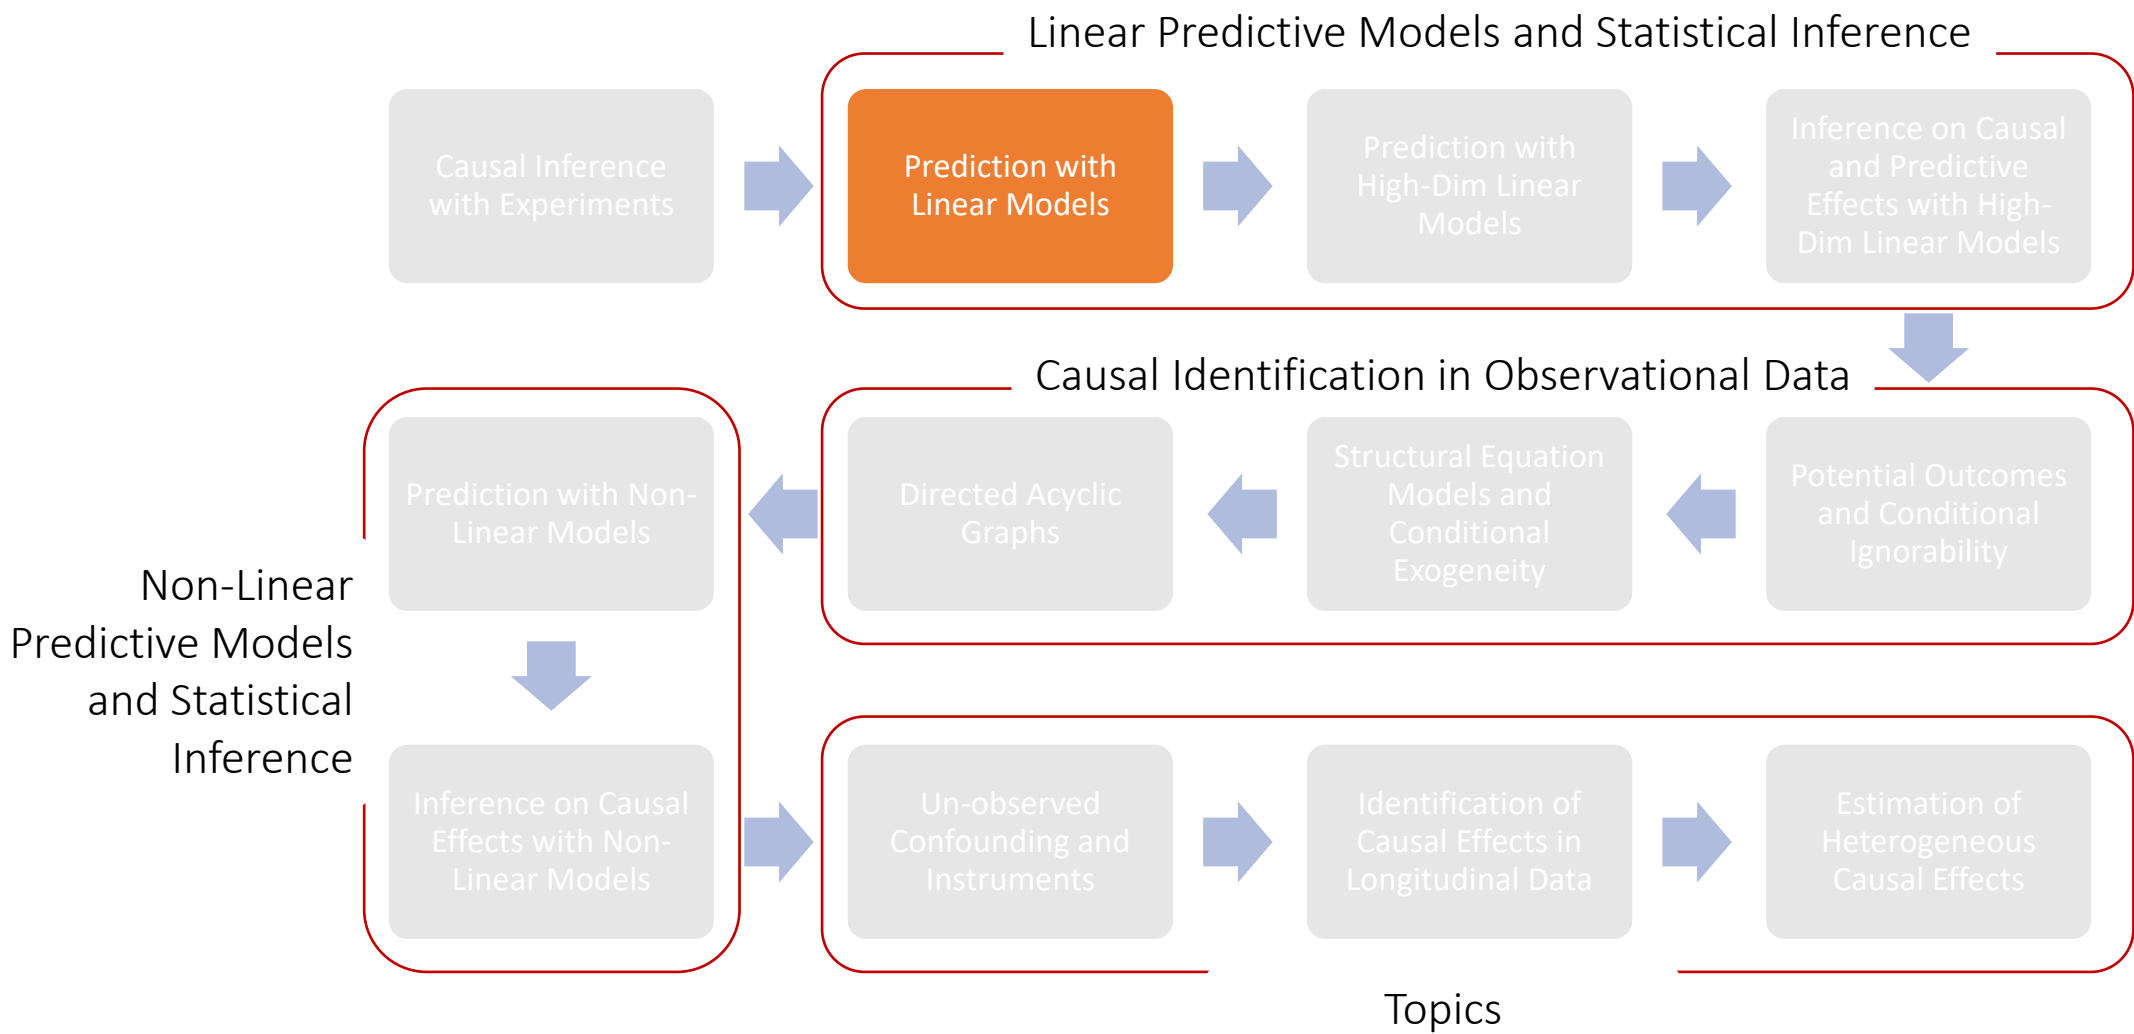 Linear Predictive Models and Statistical Inference
Causal Inference
with Experiments
Prediction with
Linear Models
Prediction with
High-Dim Linear
Models
Inference on Causal
and Predictive
Effects with High-
Dim Linear Models
Causal Identification in Observational Data
Potential Outcomes
and Conditional
Ignorability
Structural Equation
Models and
Conditional
Exogeneity
Directed Acyclic
Graphs
Prediction with Non-
Linear Models
Non-Linear
Predictive Models
and Statistical
Inference
Inference on Causal
Effects with Non-
Linear Models
Un-observed
Confounding and
Instruments
Identification of
Causal Effects in
Longitudinal Data
Estimation of
Heterogeneous
Causal Effects
Topics